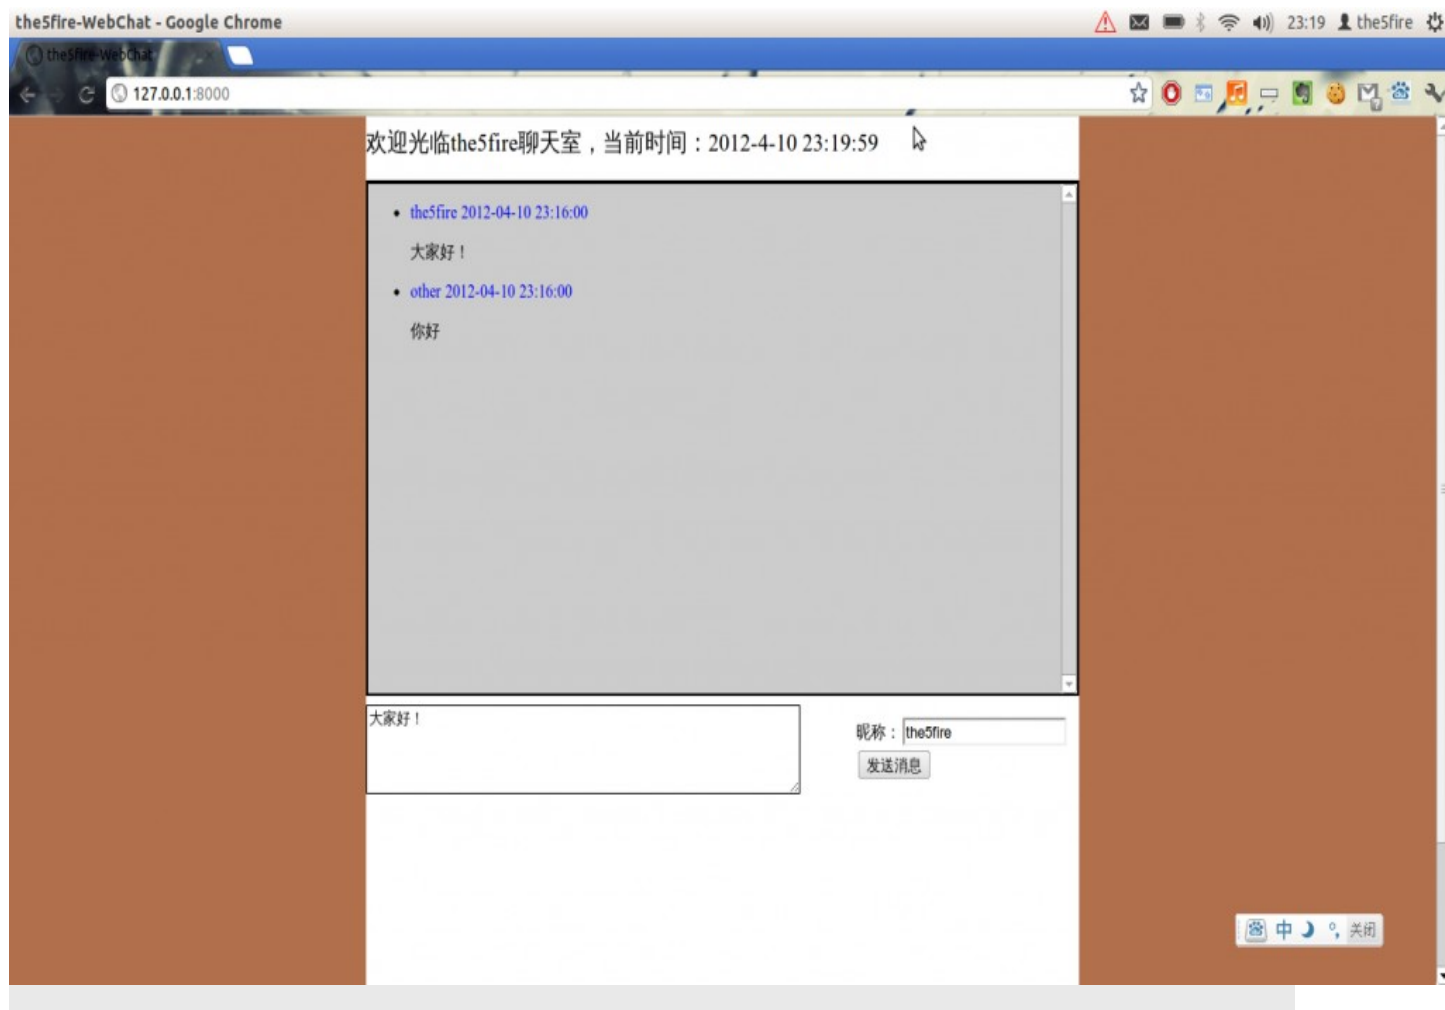 the5fire-WebChat - Google Chrome
23:19 the5fire
the5fire-WebChat
127.0.0.1:8000
欢迎光临the5fire聊天室，当前时间：2012-4-10 23:19:59
the5fire 2012-04-10 23:16:00
大家好！
other 2012-04-10 23:16:00
你好
大家好！
昵称： the5fire
发送消息
中 °, 关闭